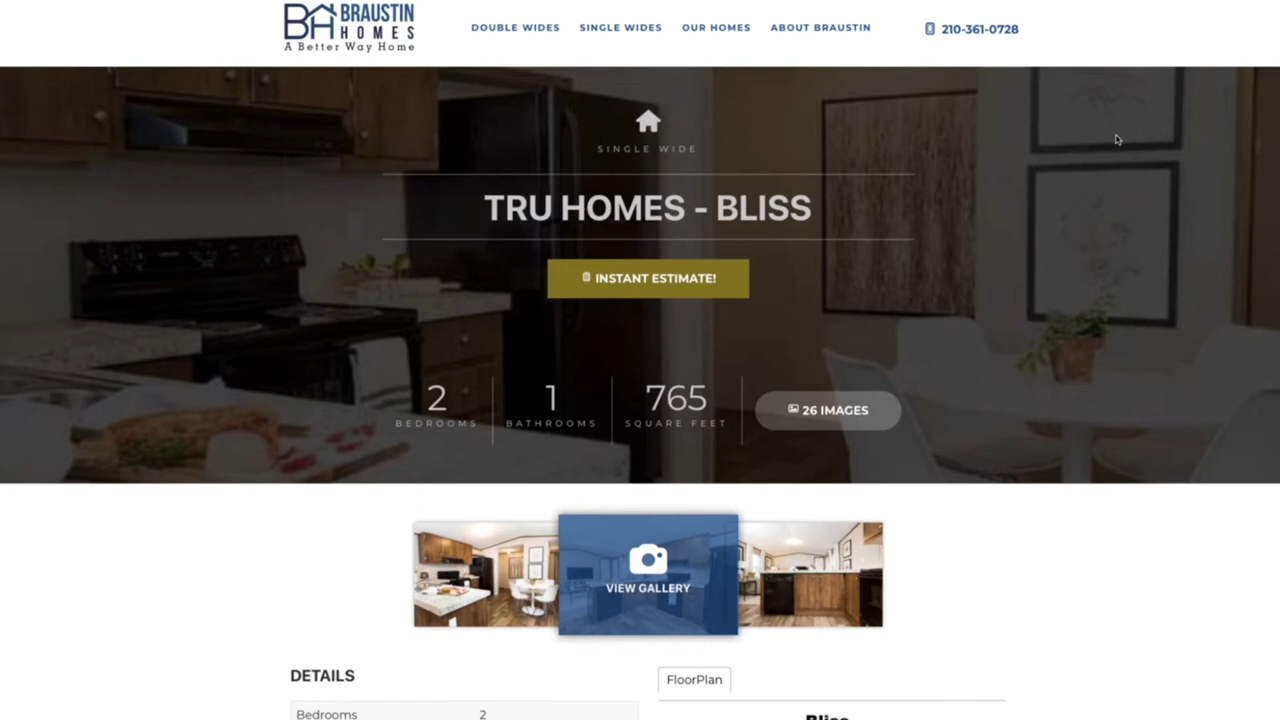 BRAUSTIN
HOMES
A Better Way Home
DOUBLE WIDES
SINGLE WIDES
OUR HOMES
ABOUT BRAUSTIN
210-361-0728
SINGLE WIDE
TRU HOMES - BLISS
INSTANT ESTIMATE!
2
BEDROOMS
1
BATHROOMS
765
SQUARE FEET
26 IMAGES
VIEW GALLERY
DETAILS
FloorPlan
Bedrooms 2
Bliss